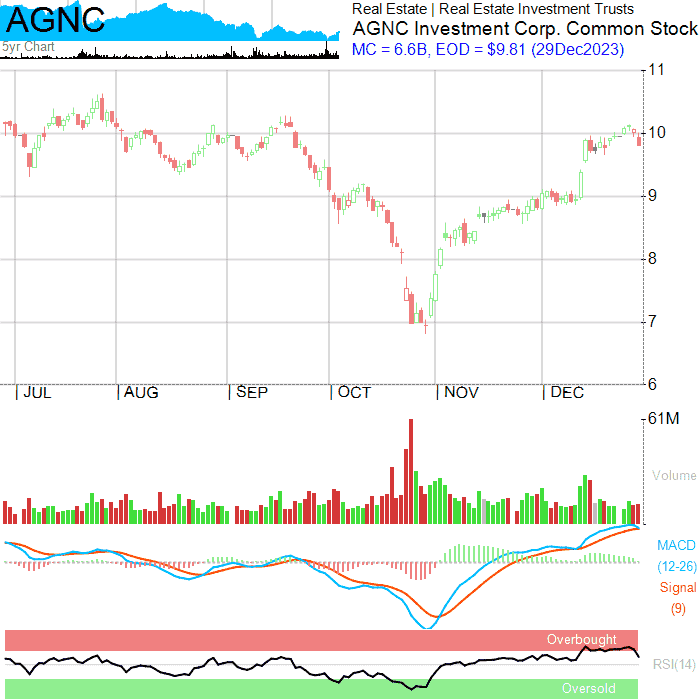 AGNC
5yr Chart
Real Estate | Real Estate Investment Trusts
AGNC Investment Corp. Common Stock
MC = 6.6B, EOD = $9.81 (29Dec2023)
11
10
9
8
7
6
|JUL |AUG |SEP |OCT |NOV |DEC
61M
Volume
MACD
(12-26)
Signal
(9)
Overbought
RSI(14)
Oversold